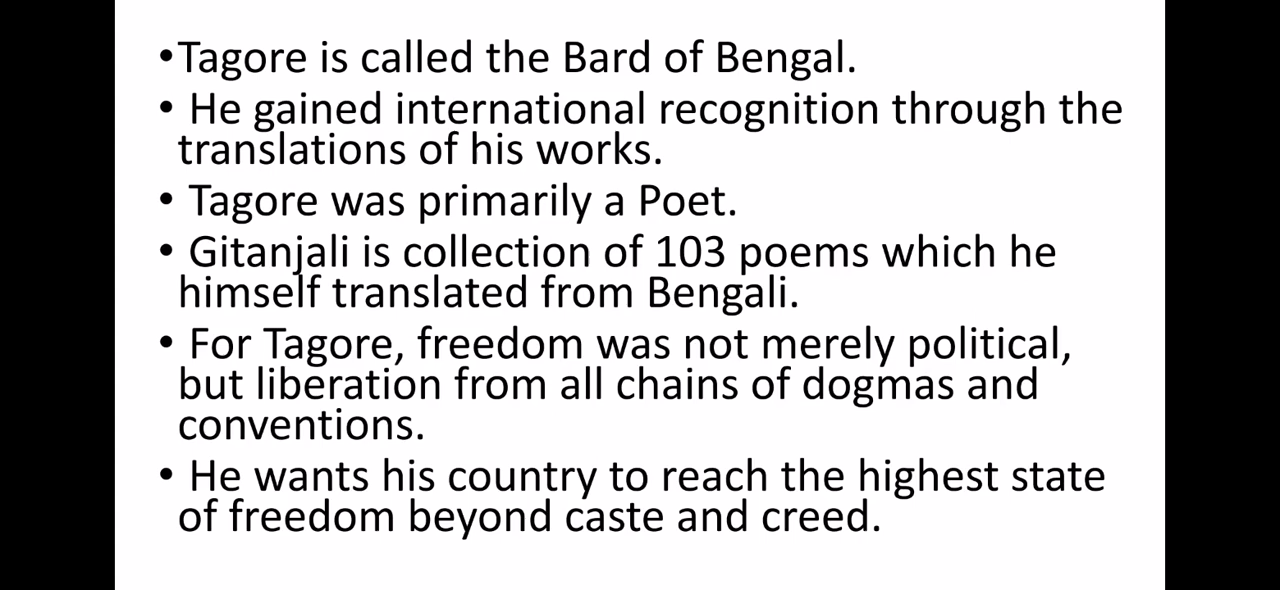 •Tagore is called the Bard of Bengal.
• He gained international recognition through the
translations of his works.
• Tagore was primarily a Poet.
• Gitanjali is collection of 103 poems which he
himself translated from Bengali.
• For Tagore, freedom was not merely political,
but liberation from all chains of dogmas and
conventions.
• He wants his country to reach the highest state
of freedom beyond caste and creed.